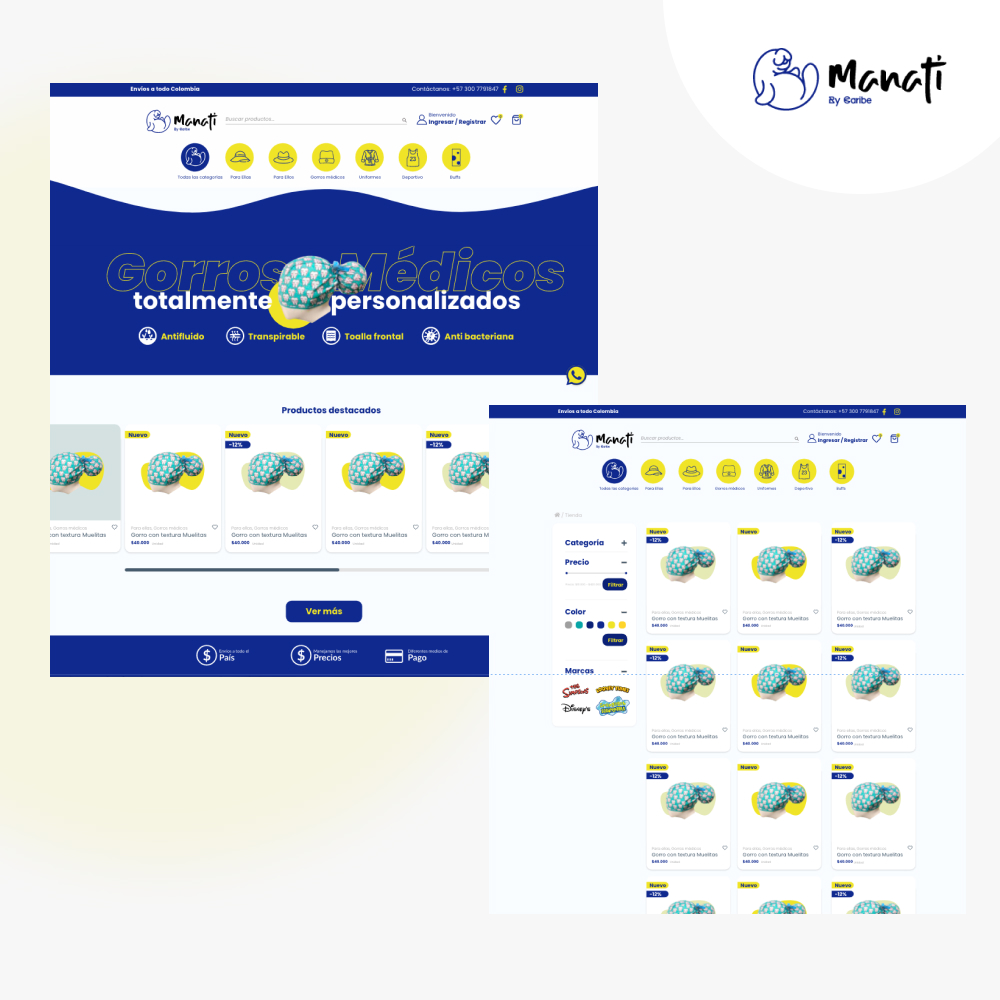 Manatí
By Caribe
Envíos a todo Colombia
Contáctanos: +57 300 7791847
Manatí
By Caribe
Buscar productos...
Bienvenido
Ingresar / Registrar
Todas las categorías
Para Ellas
Para Ellos
Gorros médicos
Uniformes
Deportivo
Buffs
23
Gorros Médicos
totalmente personalizados
Antifluido
Transpirable
Toalla frontal
Anti bacteriana
Productos destacados
Nuevo
Nuevo
-12%
Nuevo
Nuevo
-12%
, Gorros médicos
con textura Muelitas
Para ellas, Gorros médicos
Gorro con textura Muelitas
$40.000
Para ellas, Gorros médicos
Gorro con textura Muelitas
$40.000
Para ellas, Gorros médicos
Gorro con textura Muelitas
$40.000
Para ellas, Gorros médicos
Gorro con textura
$40.000
Ver más
Envíos a todo el
País
Manejamos los mejores
Precios
Diferentes medios de
Pago
Envíos a todo Colombia
Contáctanos: +57 300 7791847
Manatí
By Caribe
Buscar productos...
Bienvenido
Ingresar / Registrar
Todas las categorías
Para Ellas
Para Ellos
Gorros médicos
Uniformes
Deportivo
Buffs
23
/ Tienda
Categoría
Precio
Filtrar
Color
Filtrar
Marcas
THE SIMPSONS
LOONEY TUNES
Disney's
Nuevo
-12%
Nuevo
Nuevo
-12%
Para ellas, Gorros médicos
Gorro con textura Muelitas
$40.000
Para ellas, Gorros médicos
Gorro con textura Muelitas
$40.000
Para ellas, Gorros médicos
Gorro con textura Muelitas
$40.000
Nuevo
-12%
Nuevo
Nuevo
-12%
Para ellas, Gorros médicos
Gorro con textura Muelitas
$40.000
Para ellas, Gorros médicos
Gorro con textura Muelitas
$40.000
Para ellas, Gorros médicos
Gorro con textura Muelitas
$40.000
Nuevo
-12%
Nuevo
Nuevo
-12%
Para ellas, Gorros médicos
Gorro con textura Muelitas
$40.000
Para ellas, Gorros médicos
Gorro con textura Muelitas
$40.000
Para ellas, Gorros médicos
Gorro con textura Muelitas
$40.000
Nuevo
-12%
Nuevo
Nuevo
-12%